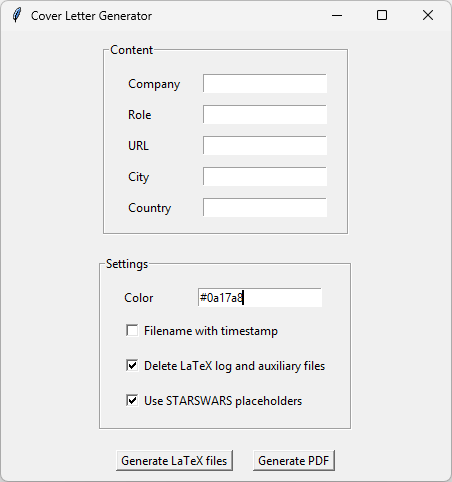 Cover Letter Generator
Content
Company
Role
URL
City
Country
Settings
Color #0a17a8
Filename with timestamp
Delete LaTeX log and auxiliary files
Use STARSWARS placeholders
Generate LaTeX files Generate PDF